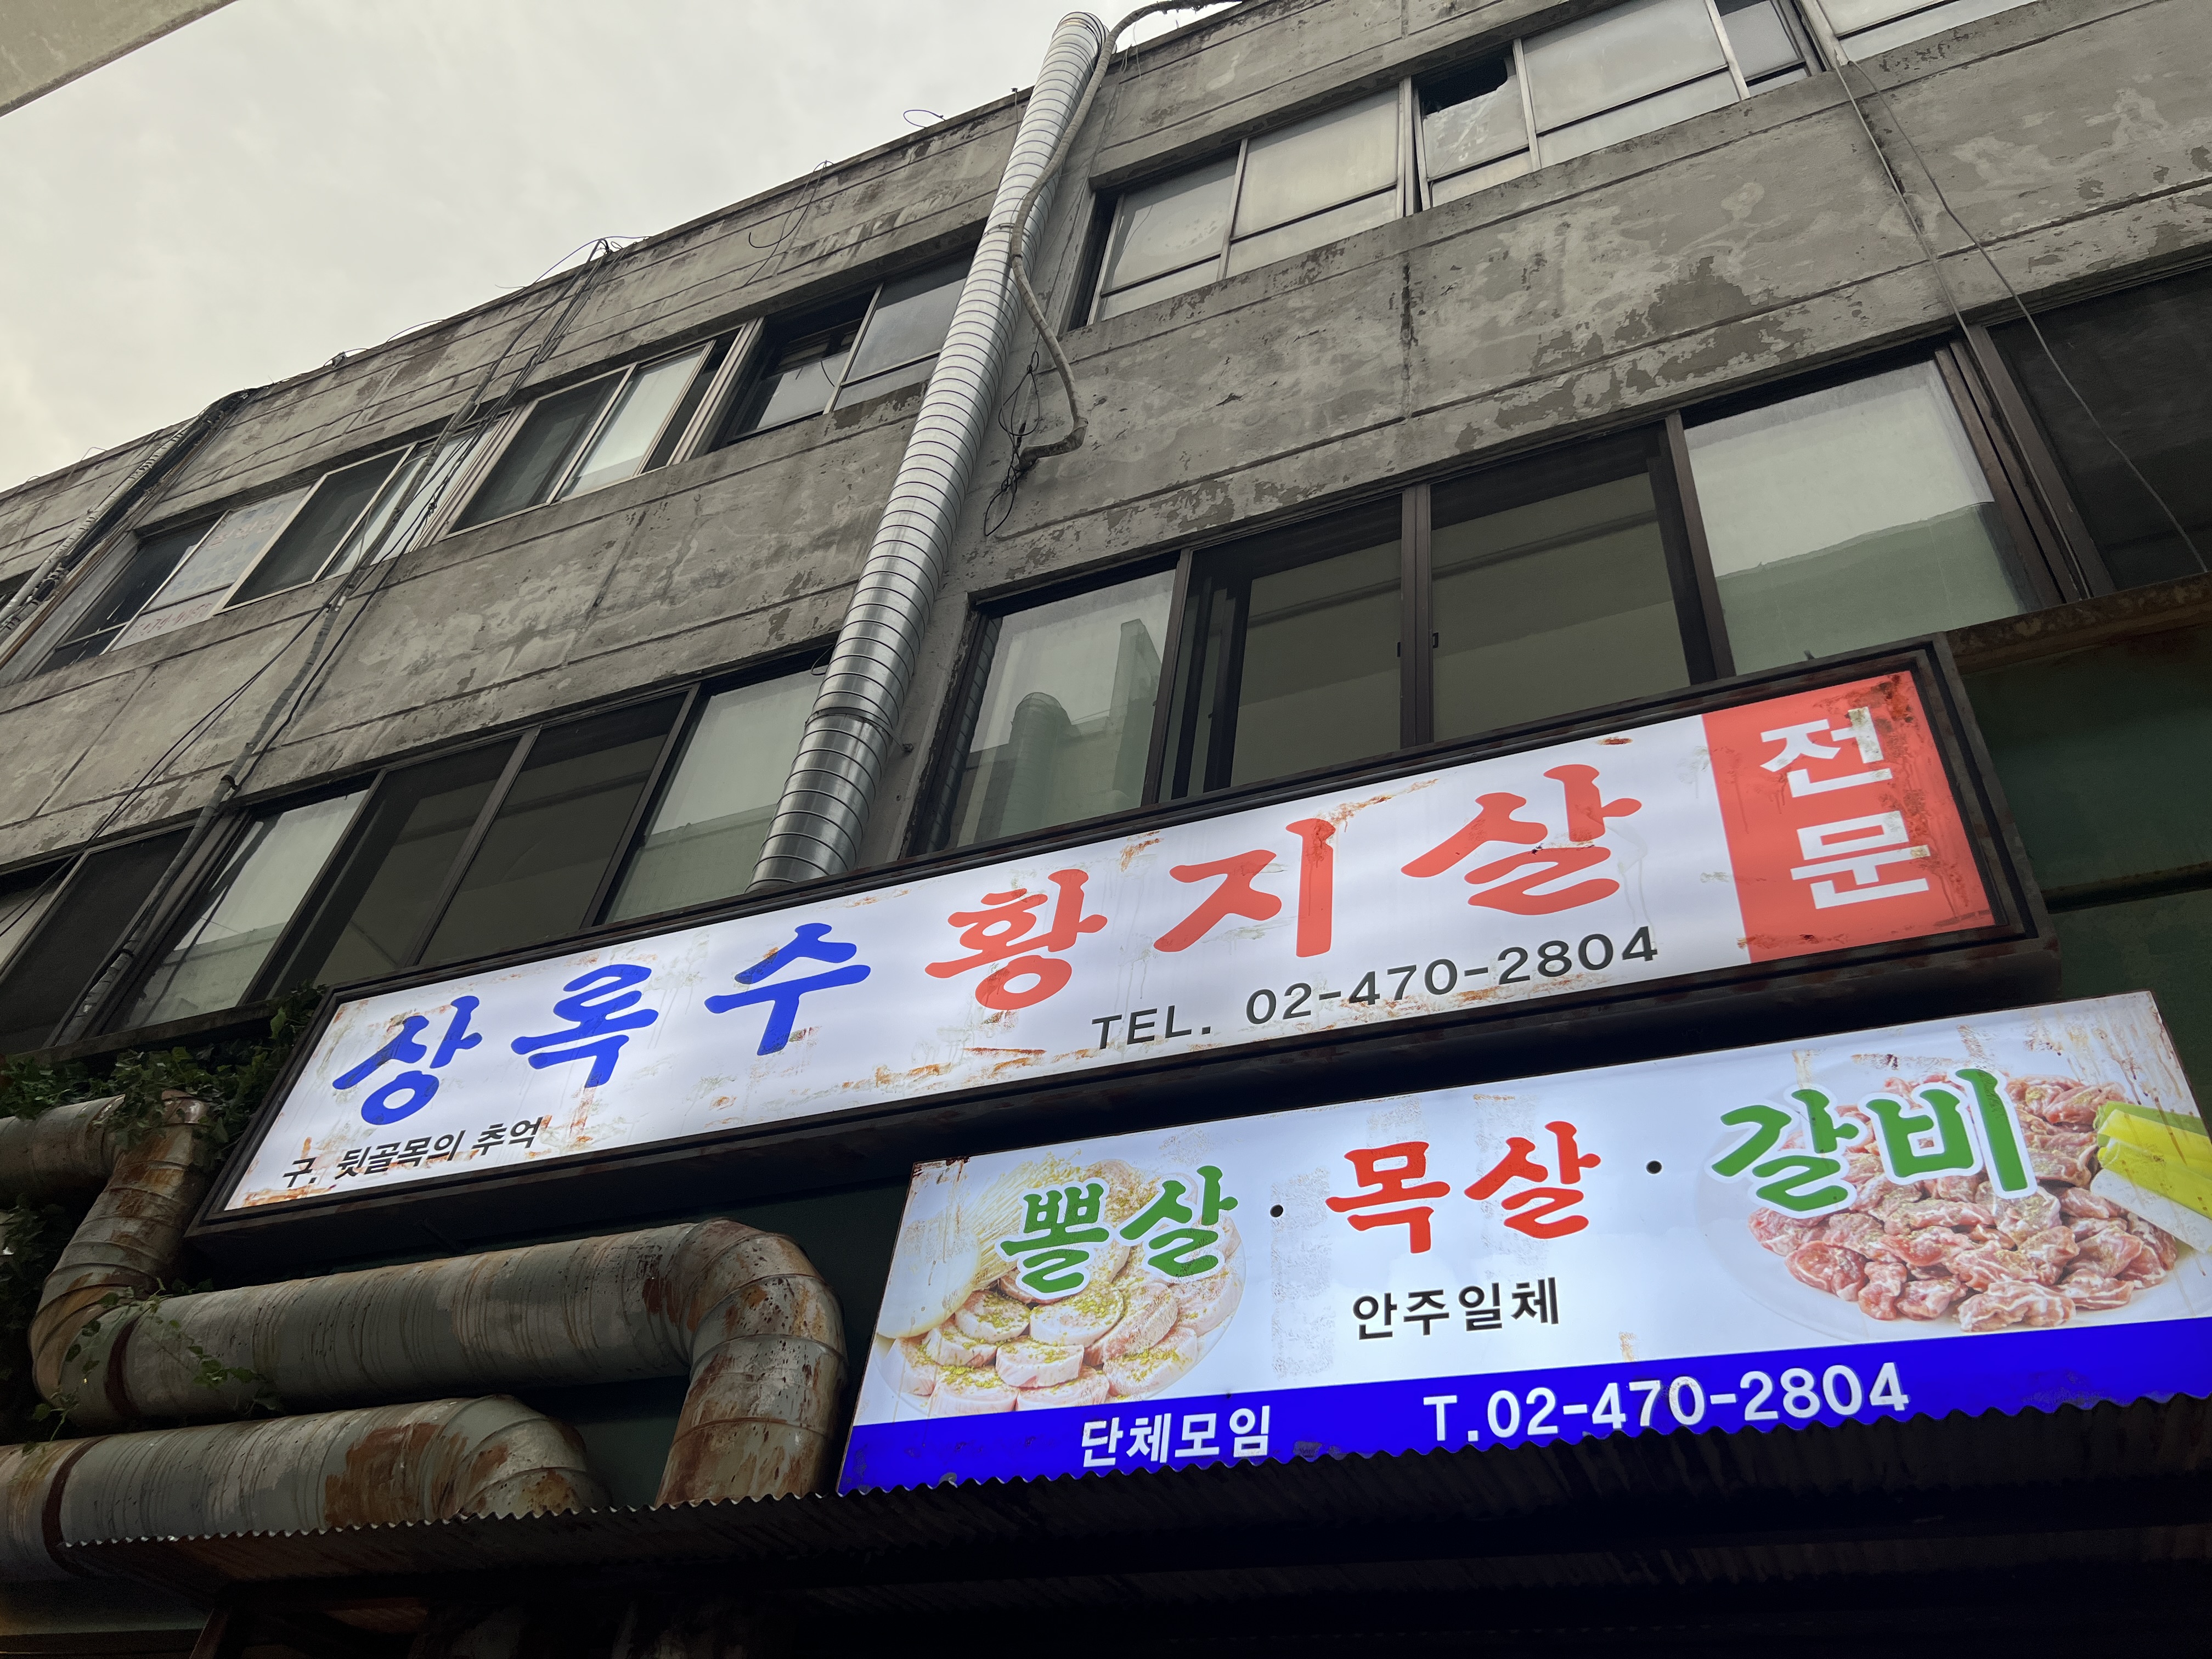 상록수 황지살 전문
TEL. 02-470-2804
구. 뒷골목의 추억
뽈살 · 목살 · 갈비
안주일체
단체모임 T.02-470-2804